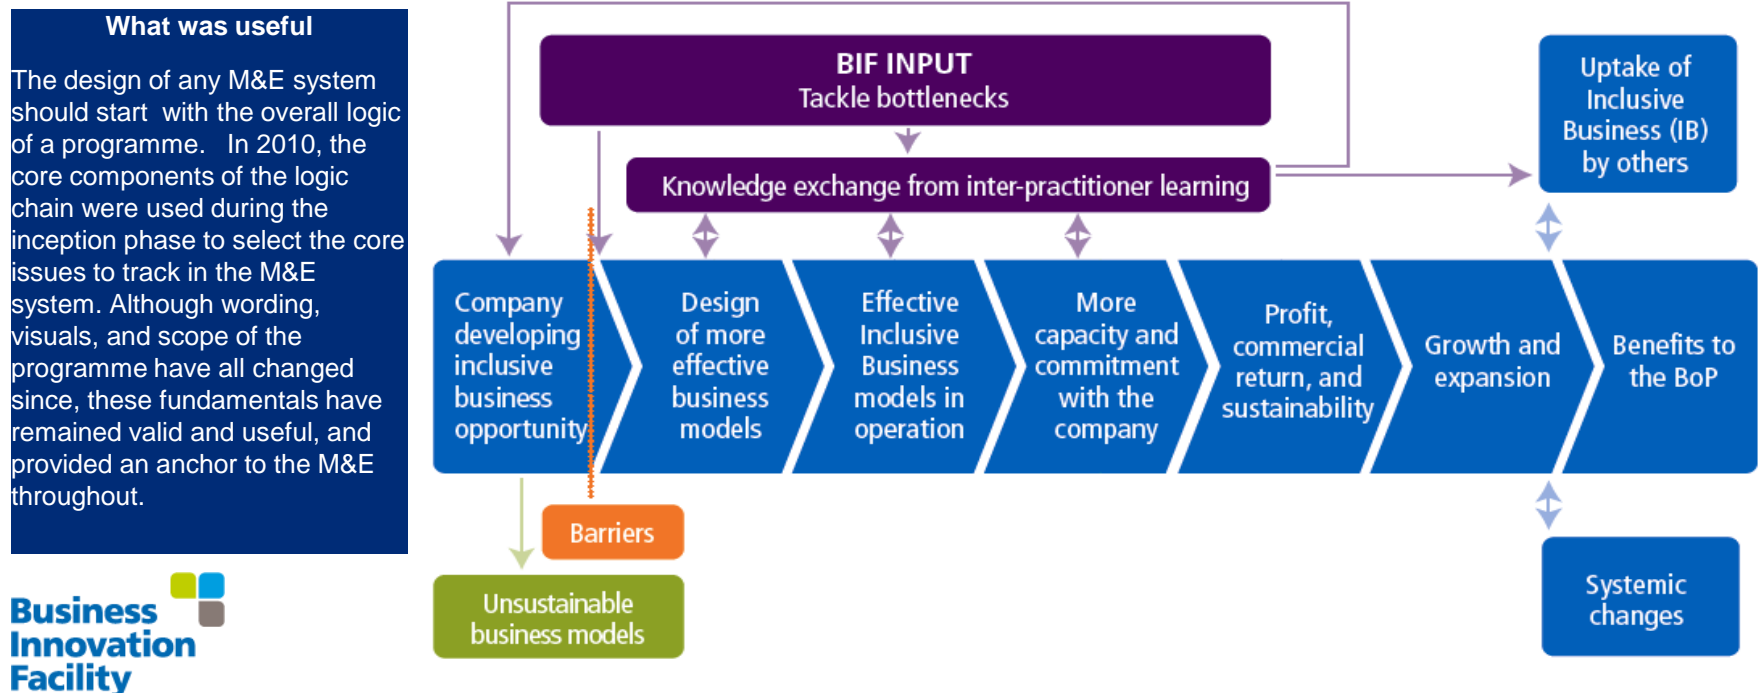 What was useful
The design of any M&E system
should start with the overall logic
of a programme. In 2010, the
core components of the logic
chain were used during the
inception phase to select the core
issues to track in the M&E
system. Although wording,
visuals, and scope of the
programme have all changed
since, these fundamentals have
remained valid and useful, and
provided an anchor to the M&E
throughout.
Business
Innovation
Facility
BIF INPUT
Tackle bottlenecks
Knowledge exchange from inter-practitioner learning
Uptake of
Inclusive
Business (IB)
by others
Company
developing
inclusive
business
opportunity
Design
of more
effective
business
models
Effective
Inclusive
Business
models in
operation
More
capacity and
commitment
with the
company
Profit,
commercial
return, and
sustainability
Growth and
expansion
Benefits to
the BoP
Barriers
Unsustainable
business models
Systemic
changes